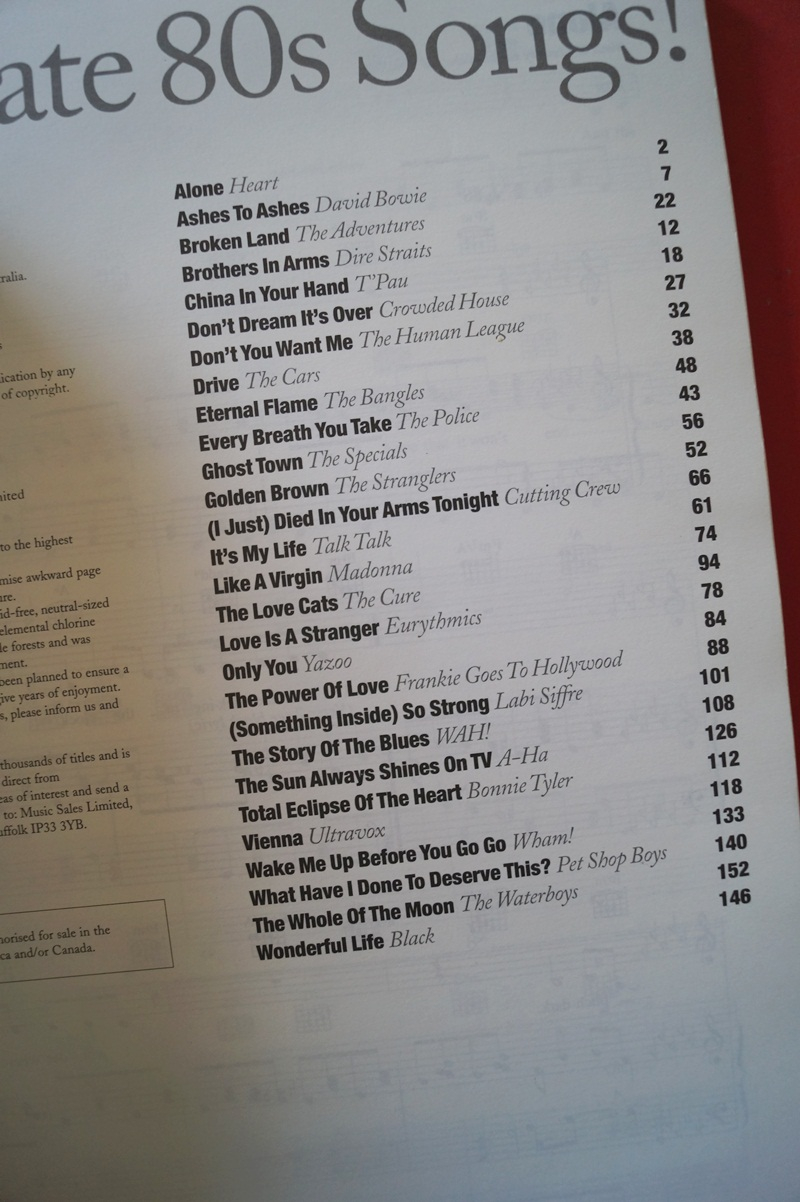 ate 80s Songs!
ralia.
s
ication by any
of copyright.
nited
to the highest
mise awkward page
ure.
id-free, neutral-sized
elemental chlorine
le forests and was
ment.
been planned to ensure a
give years of enjoyment.
s, please inform us and
thousands of titles and is
direct from
eas of interest and send a
to: Music Sales Limited,
uffolk IP33 3YB.
horised for sale in the
ca and/or Canada.
Alone Heart 2
Ashes To Ashes David Bowie 7
Broken Land The Adventures 22
Brothers In Arms Dire Straits 12
China In Your Hand T'Pau 18
Don't Dream It's Over Crowded House 27
Don't You Want Me The Human League 32
Drive The Cars 38
Eternal Flame The Bangles 48
Every Breath You Take The Police 43
Ghost Town The Specials 56
Golden Brown The Stranglers 52
(I Just) Died In Your Arms Tonight Cutting Crew 66
It's My Life Talk Talk 61
Like A Virgin Madonna 74
The Love Cats The Cure 94
Love Is A Stranger Eurythmics 78
Only You Yazoo 84
The Power Of Love Frankie Goes To Hollywood 88
(Something Inside) So Strong Labi Siffre 101
The Story Of The Blues WAH! 108
The Sun Always Shines On TV A-Ha 126
Total Eclipse Of The Heart Bonnie Tyler 112
Vienna Ultravox 118
Wake Me Up Before You Go Go Wham! 133
What Have I Done To Deserve This? Pet Shop Boys 140
The Whole Of The Moon The Waterboys 152
Wonderful Life Black 146